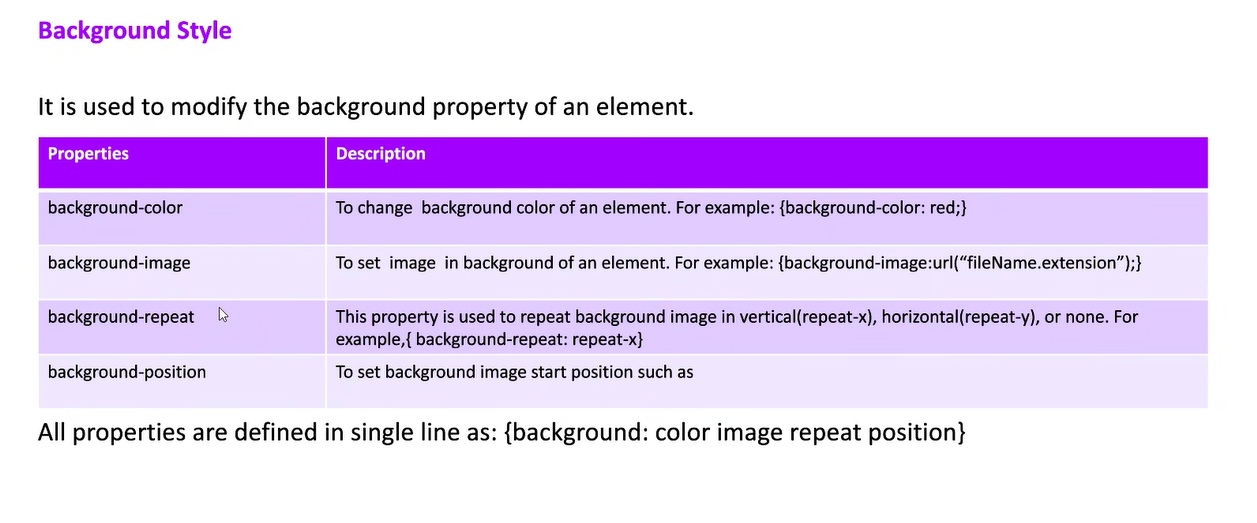 Background Style
It is used to modify the background property of an element.
Properties
Description
background-color
To change  background color of an element. For example: {background-color: red;}
background-image
To set  image  in background of an element. For example: {background-image:url(“fileName.extension”);}
background-repeat
This property is used to repeat background image in vertical(repeat-x), horizontal(repeat-y), or none. For
example,{ background-repeat: repeat-x}
background-position
To set background image start position such as
All properties are defined in single line as: {background: color image repeat position}